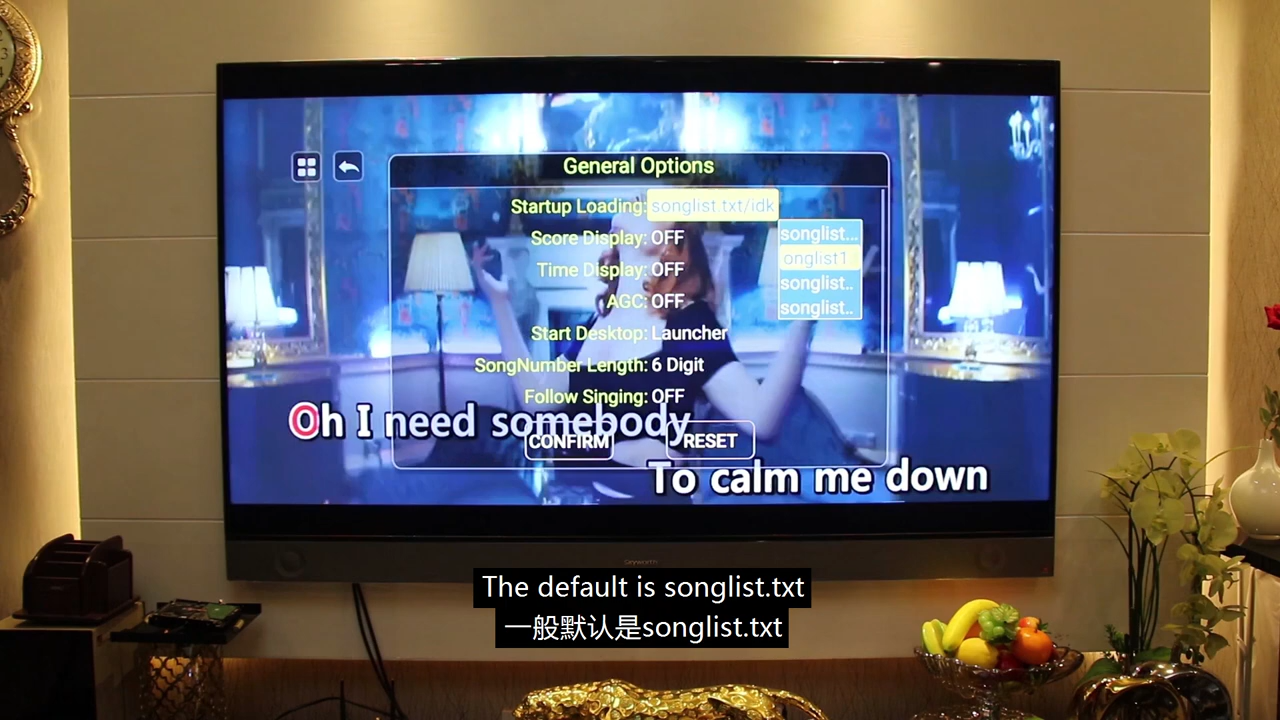 General Options
Startup Loading: songlist.txt/idk
Score Display: OFF
songlist...
Time Display: OFF
onglist1
songlist..
AGC: OFF
songlist..
Start Desktop: Launcher
SongNumber Length: 6 Digit
Follow Singing: OFF
Oh I need somebody
CONFIRM
RESET
To calm me down
Skyworth
The default is songlist.txt
一般默认是songlist.txt